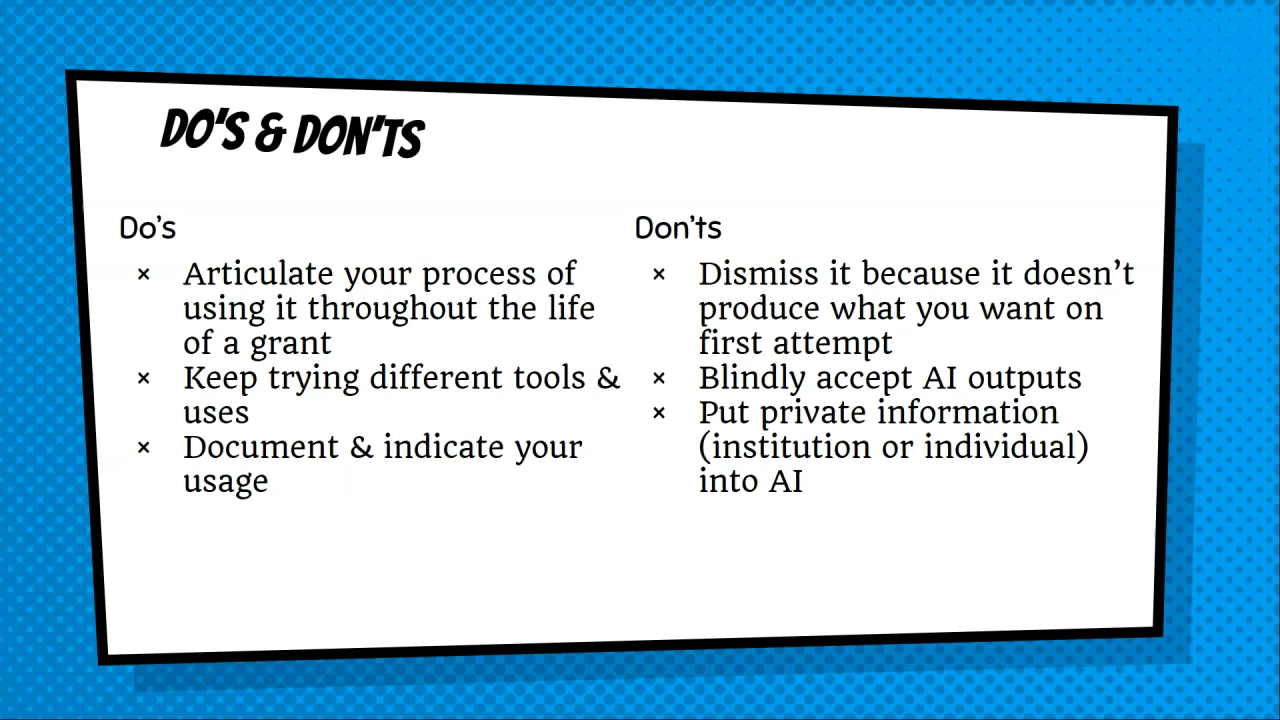 DO'S & DON'TS
Do's
× Articulate your process of
using it throughout the life
of a grant
× Keep trying different tools &
uses
× Document & indicate your
usage
Don'ts
× Dismiss it because it doesn't
produce what you want on
first attempt
× Blindly accept AI outputs
× Put private information
(institution or individual)
into AI